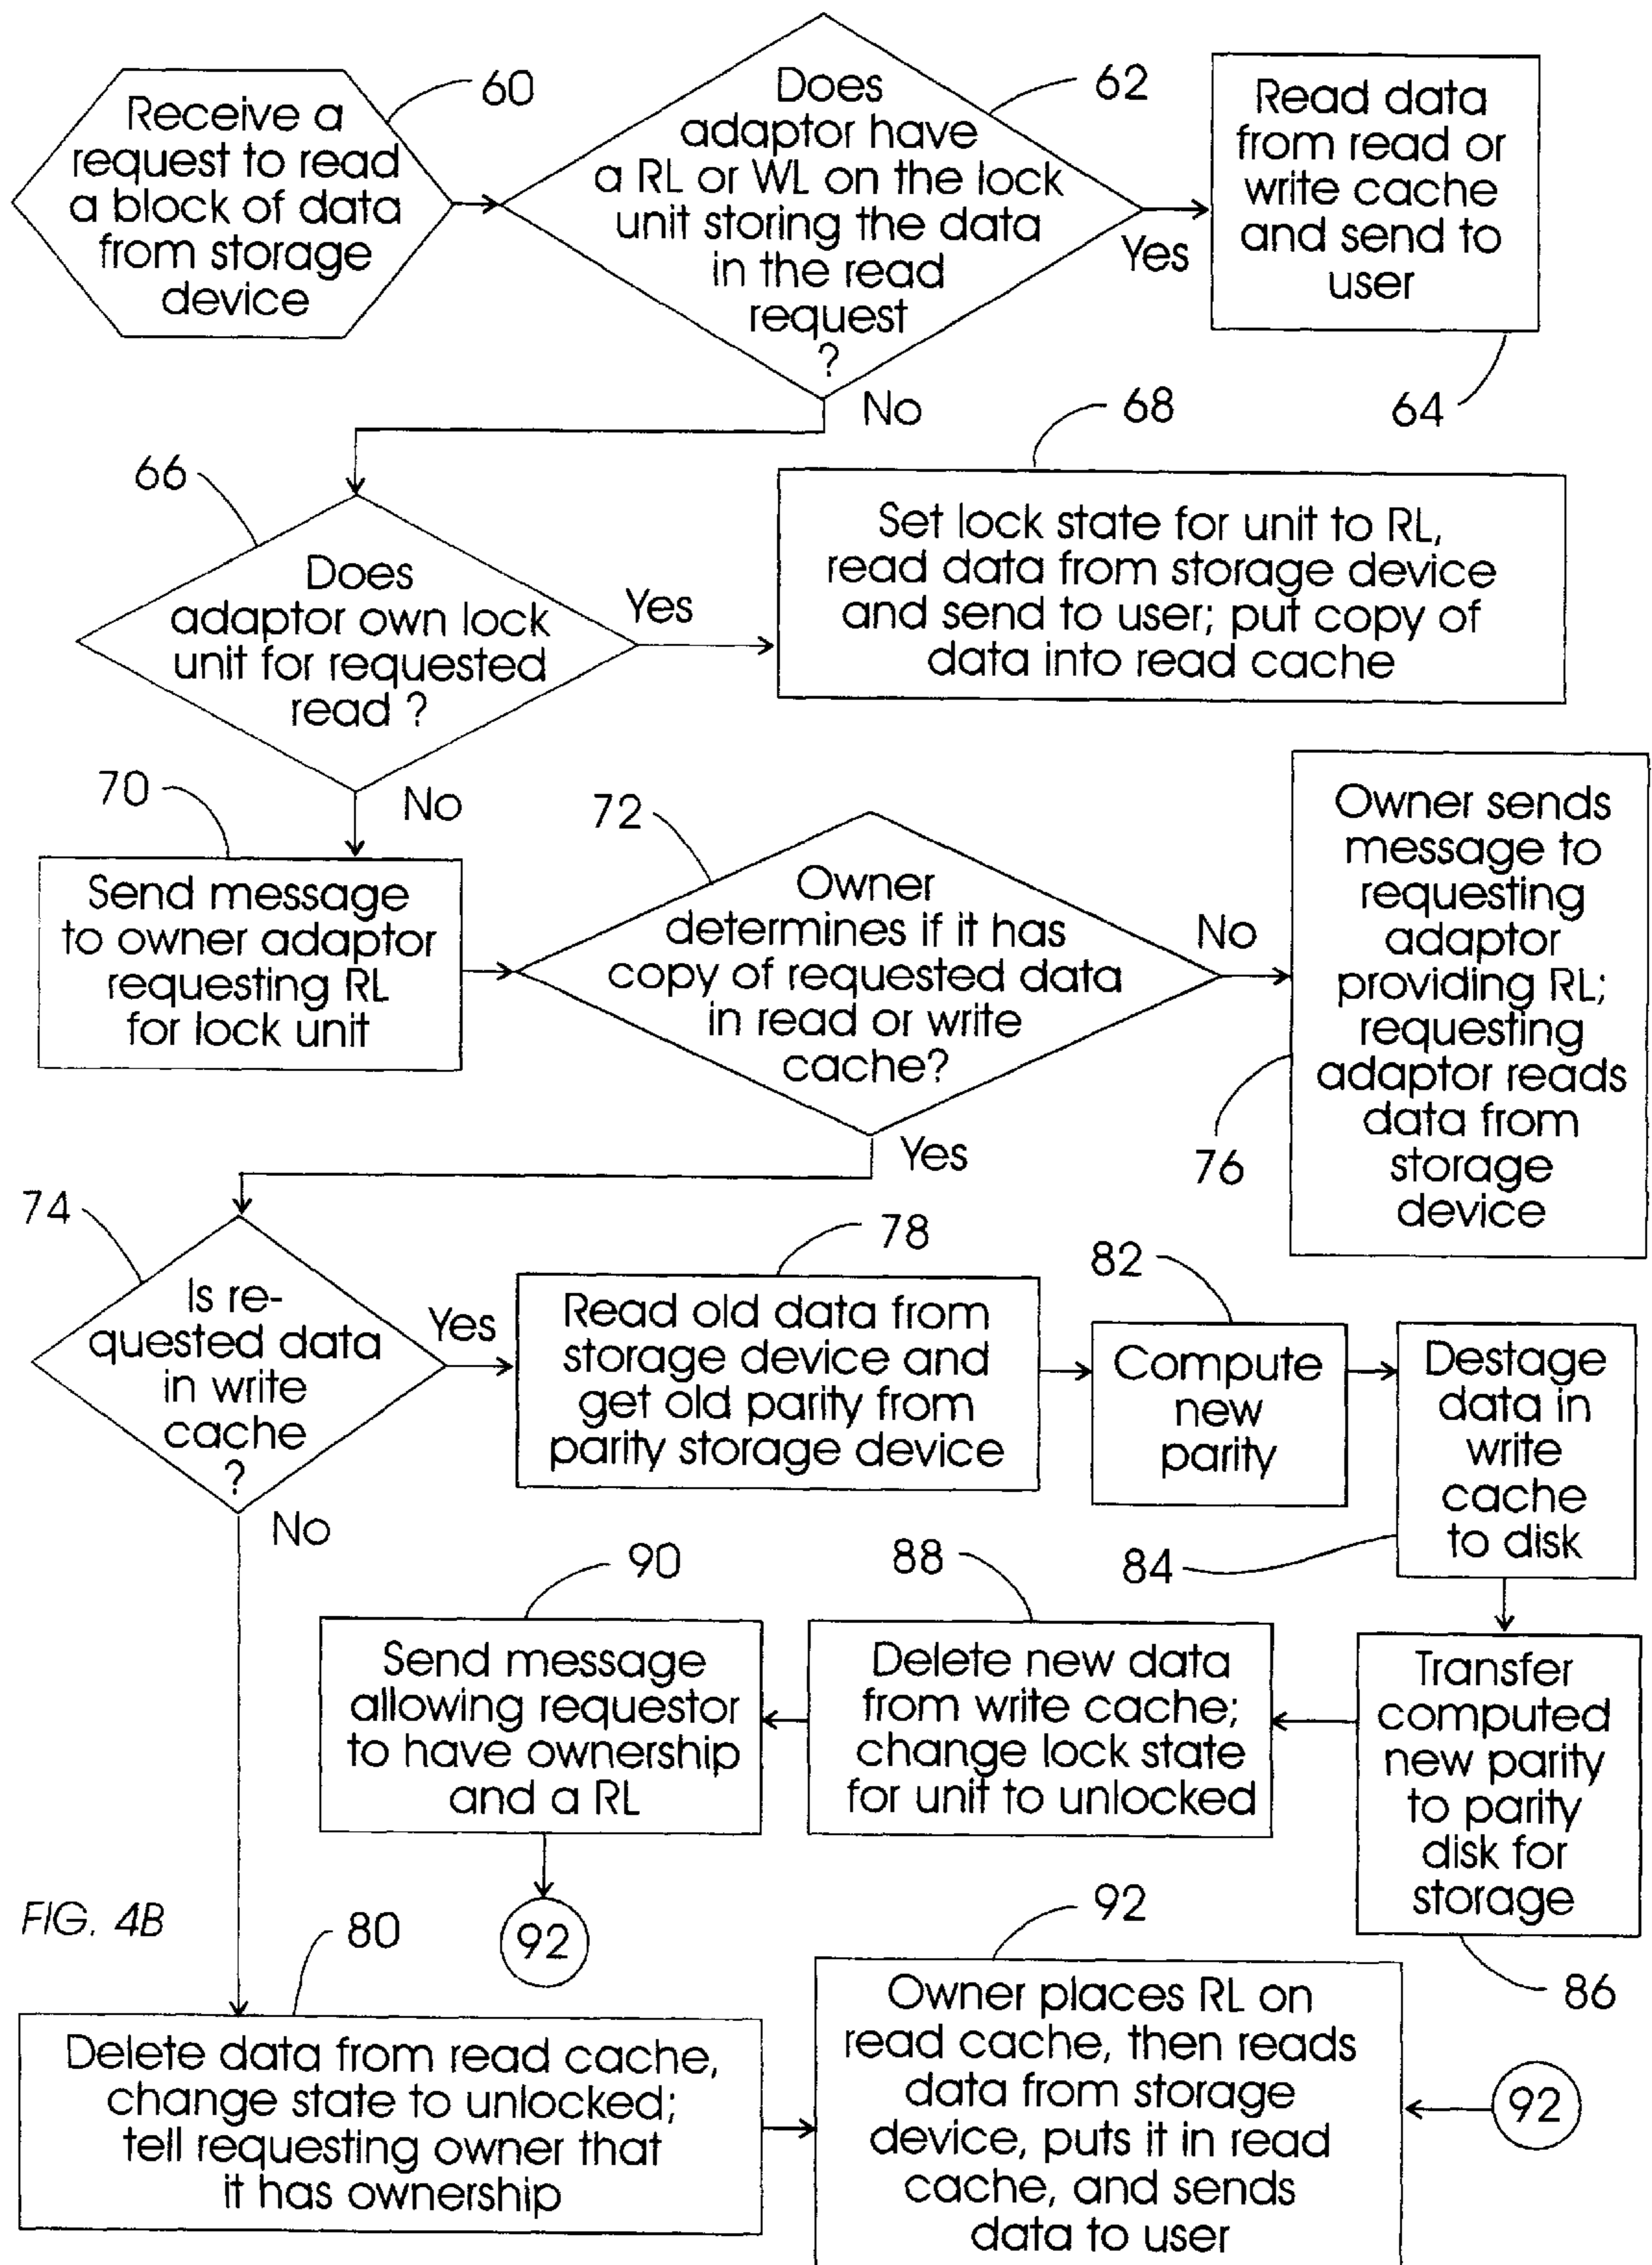 Receive a
request to read
a block of data
from storage
device
60
Does
adaptor have
a RL or WL on the lock
unit storing the data
in the read
request
?
62
Yes
Read data
from read or
write cache
and send to
user
64
No
66
Does
adaptor own lock
unit for requested
read ?
Yes
68
Set lock state for unit to RL,
read data from storage device
and send to user; put copy of
data into read cache
No
70
Send message
to owner adaptor
requesting RL
for lock unit
72
Owner
determines if it has
copy of requested data
in read or write
cache?
No
Owner sends
message to
requesting
adaptor
providing RL;
requesting
adaptor reads
data from
storage
device
76
Yes
74
Is re-
quested data
in write
cache
?
Yes
78
Read old data from
storage device and
get old parity from
parity storage device
82
Compute
new
parity
Destage
data in
write
cache
to disk
84
No
90
Send message
allowing requestor
to have ownership
and a RL
88
Delete new data
from write cache;
change lock state
for unit to unlocked
Transfer
computed
new parity
to parity
disk for
storage
86
FIG. 4B
92
80
Delete data from read cache,
change state to unlocked;
tell requesting owner that
it has ownership
92
Owner places RL on
read cache, then reads
data from storage
device, puts it in read
cache, and sends
data to user
92